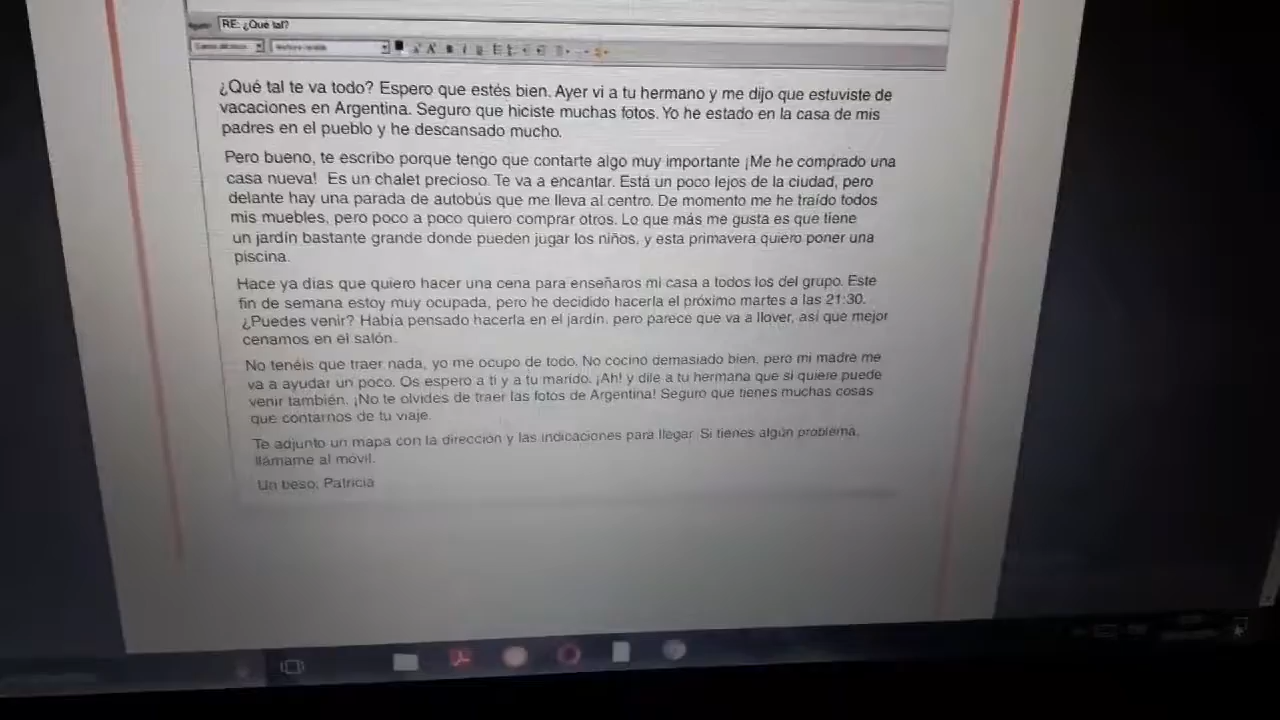 RE: ¿Qué tal?
¿Qué tal te va todo? Espero que estés bien. Ayer vi a tu hermano y me dijo que estuviste de
vacaciones en Argentina. Seguro que hiciste muchas fotos. Yo he estado en la casa de mis
padres en el pueblo y he descansado mucho.
Pero bueno, te escribo porque tengo que contarte algo muy importante ¡Me he comprado una
casa nueva! Es un chalet precioso. Te va a encantar. Está un poco lejos de la ciudad, pero
delante hay una parada de autobús que me lleva al centro. De momento me he traído todos
mis muebles, pero poco a poco quiero comprar otros. Lo que más me gusta es que tiene
un jardín bastante grande donde pueden jugar los niños, y esta primavera quiero poner una
piscina.
Hace ya días que quiero hacer una cena para enseñaros mi casa a todos los del grupo. Este
fin de semana estoy muy ocupada, pero he decidido hacerla el próximo martes a las 21:30.
¿Puedes venir? Había pensado hacerla en el jardín, pero parece que va a llover, así que mejor
cenamos en el salón.
No tenéis que traer nada, yo me ocupo de todo. No cocino demasiado bien, pero mi madre me
va a ayudar un poco. Os espero a ti y a tu marido. ¡Ah! y dile a tu hermana que si quiere puede
venir también. ¡No te olvides de traer las fotos de Argentina! Seguro que tienes muchas cosas
que contarnos de tu viaje.
Te adjunto un mapa con la dirección y las indicaciones para llegar. Si tienes algún problema,
llámame al móvil.
Un beso, Patricia